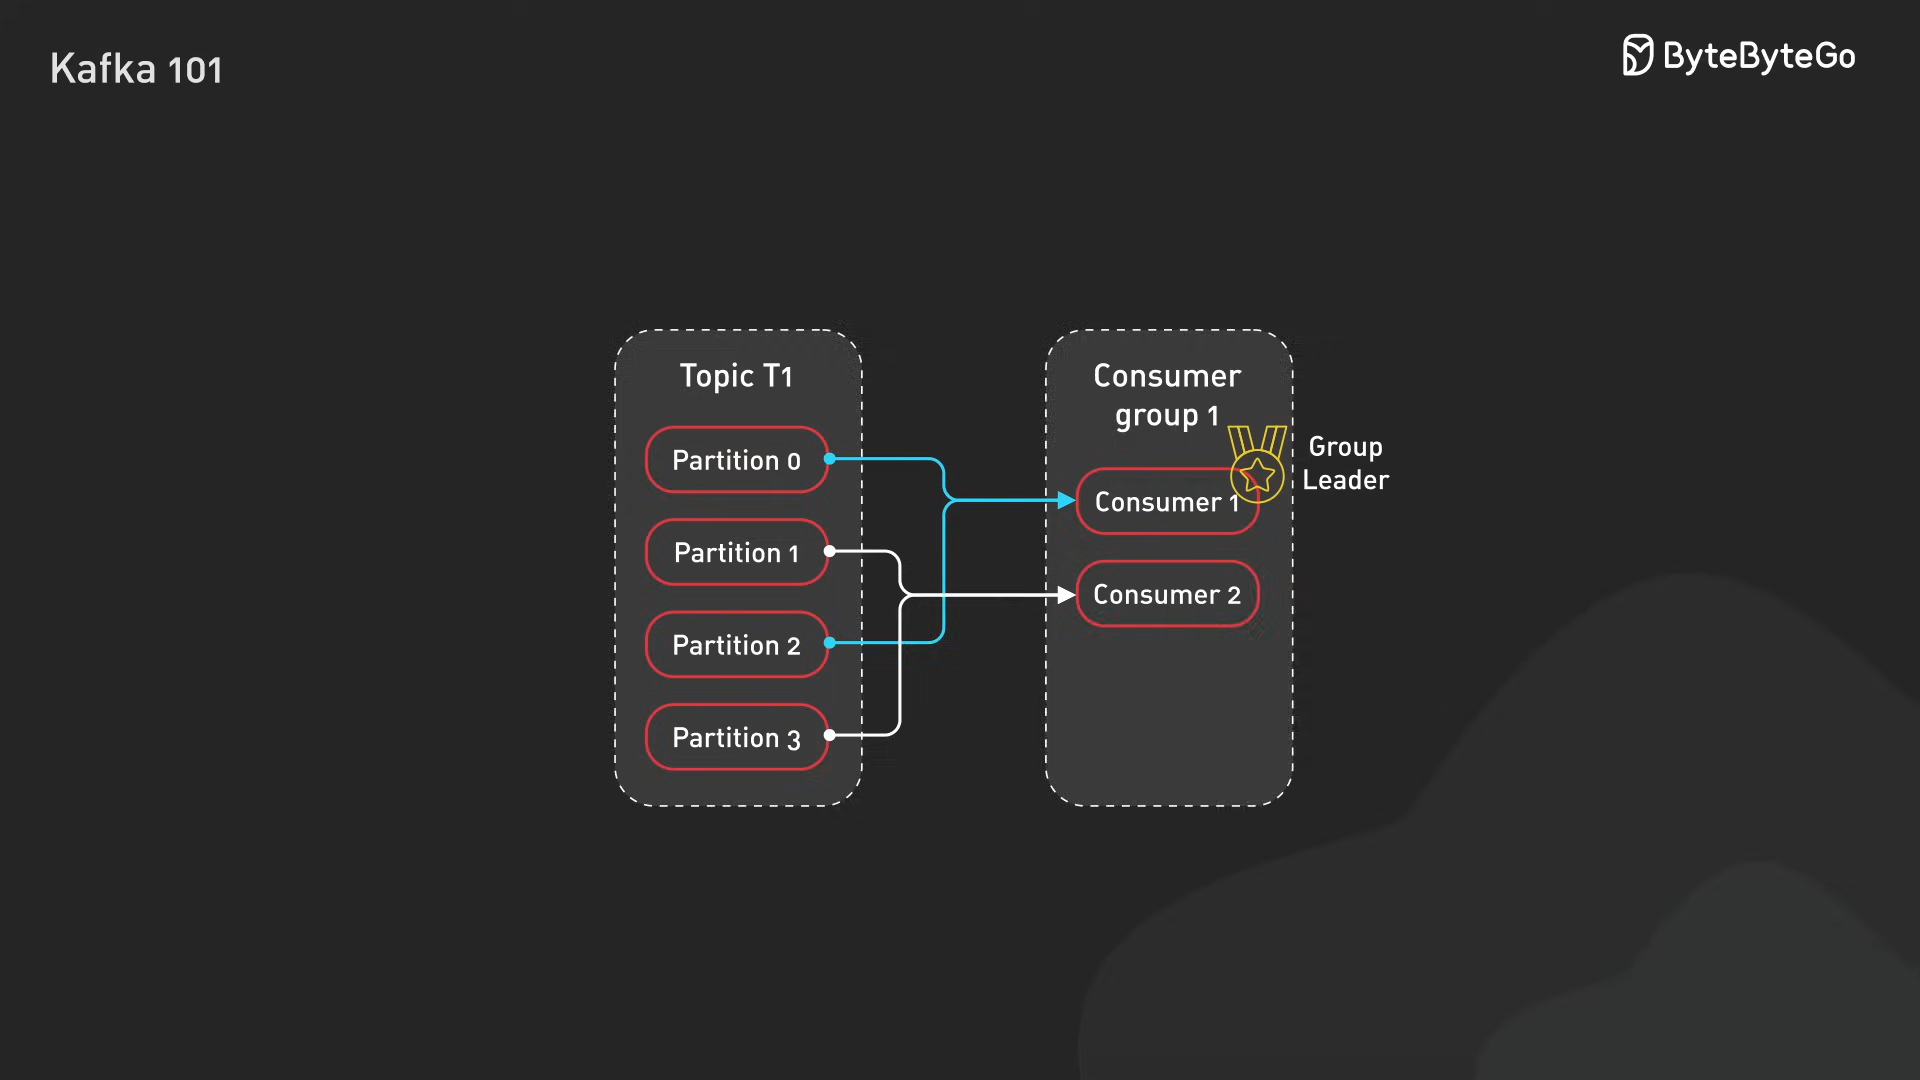 Kafka 101
ByteByteGo
Topic T1
Partition 0
Partition 1
Partition 2
Partition 3
Consumer
group 1
Group
Leader
Consumer 1
Consumer 2